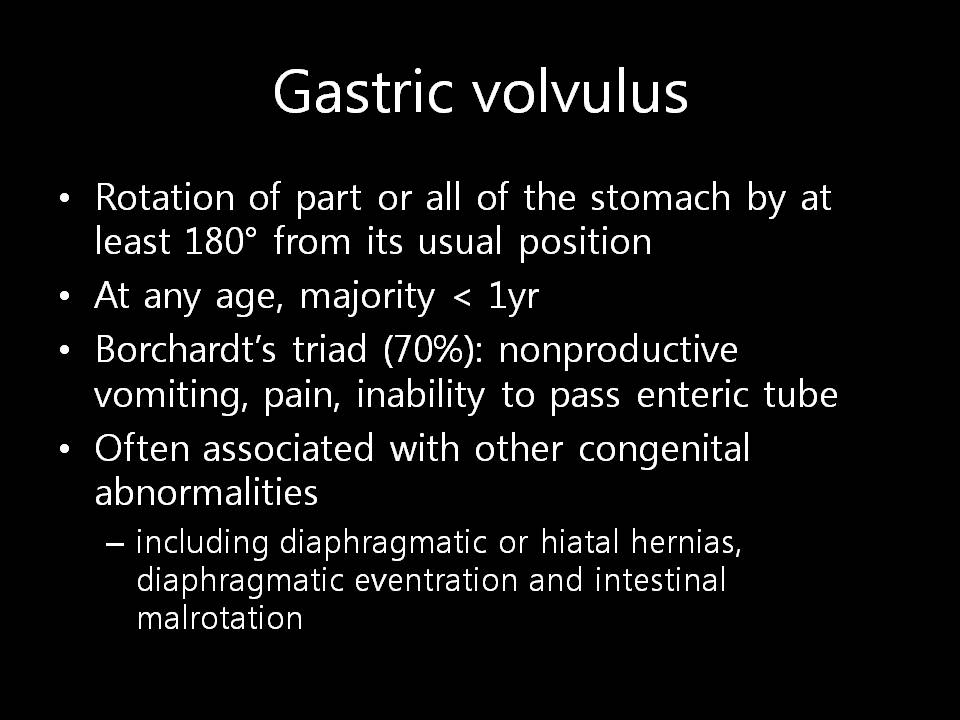 Gastric volvulus
• Rotation of part or all of the stomach by at
least 180° from its usual position
• At any age, majority < 1yr
• Borchardt's triad (70%): nonproductive
vomiting, pain, inability to pass enteric tube
• Often associated with other congenital
abnormalities
– including diaphragmatic or hiatal hernias,
diaphragmatic eventration and intestinal
malrotation